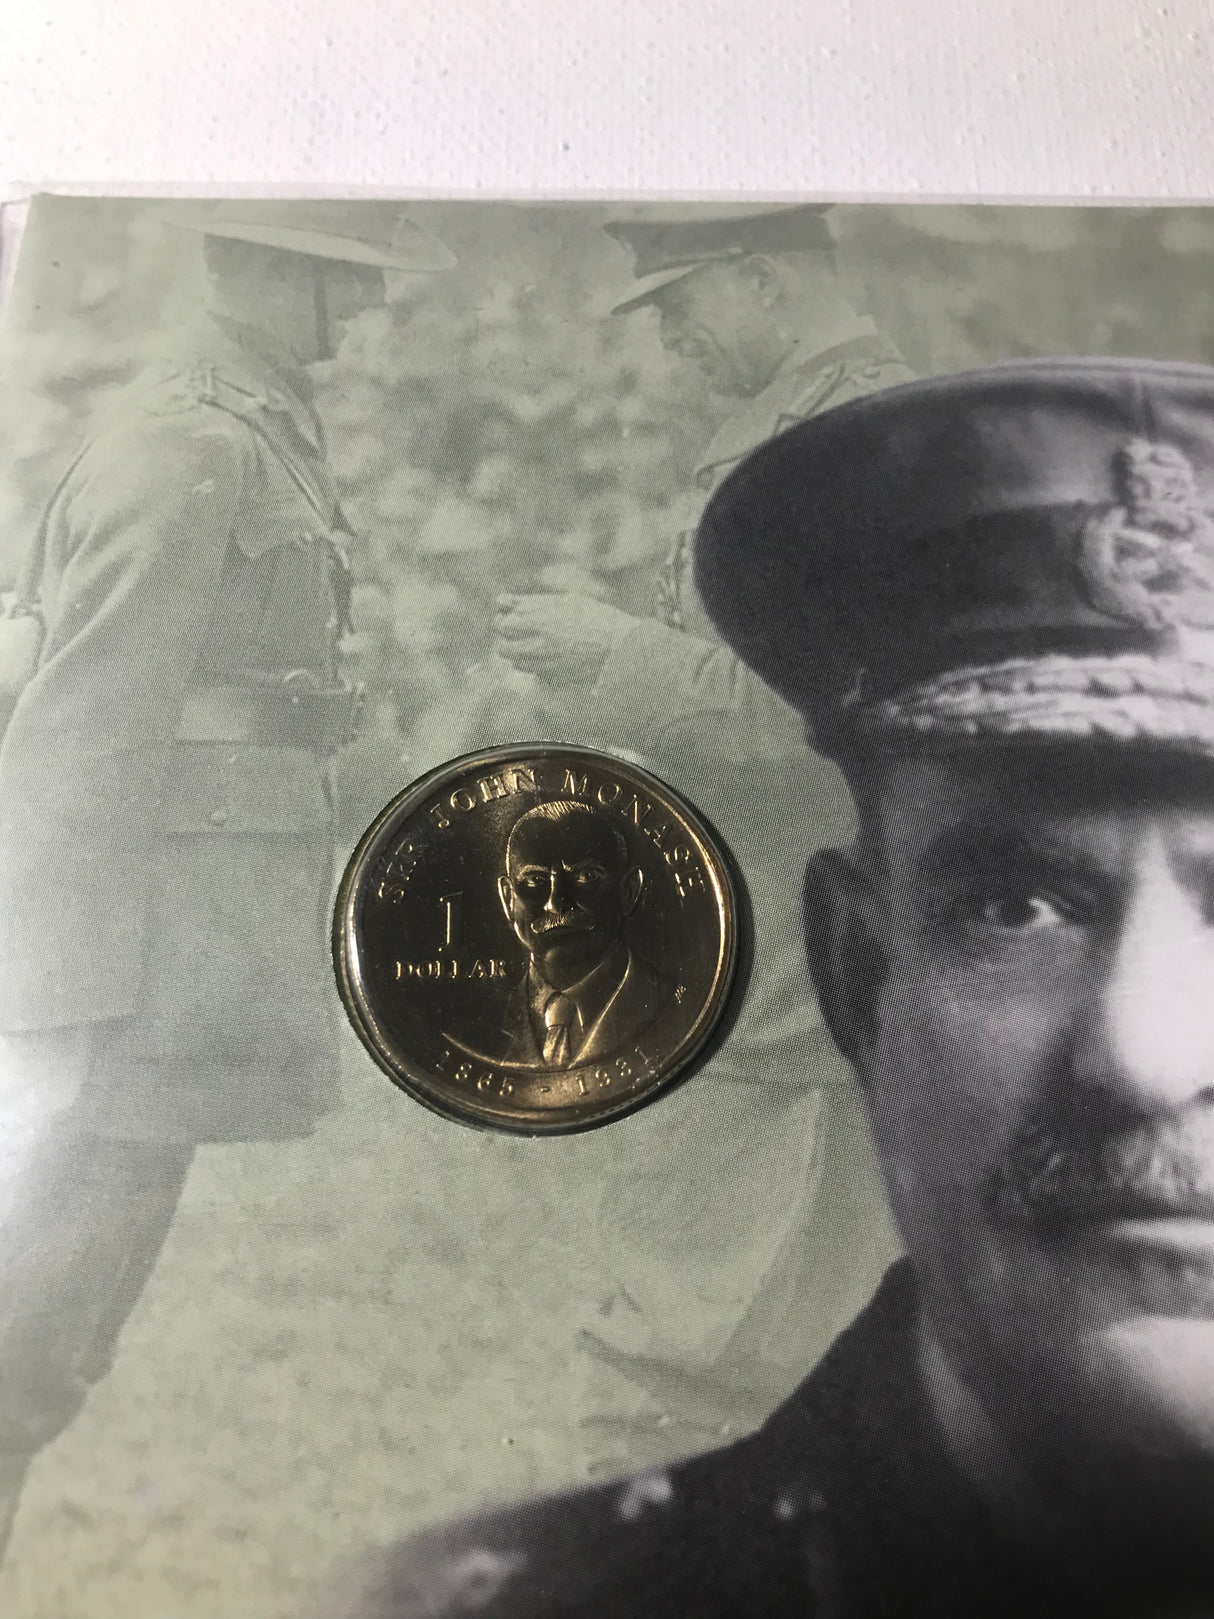 SIR JOHN MONASH
1
DOLLAR
1865 - 1931